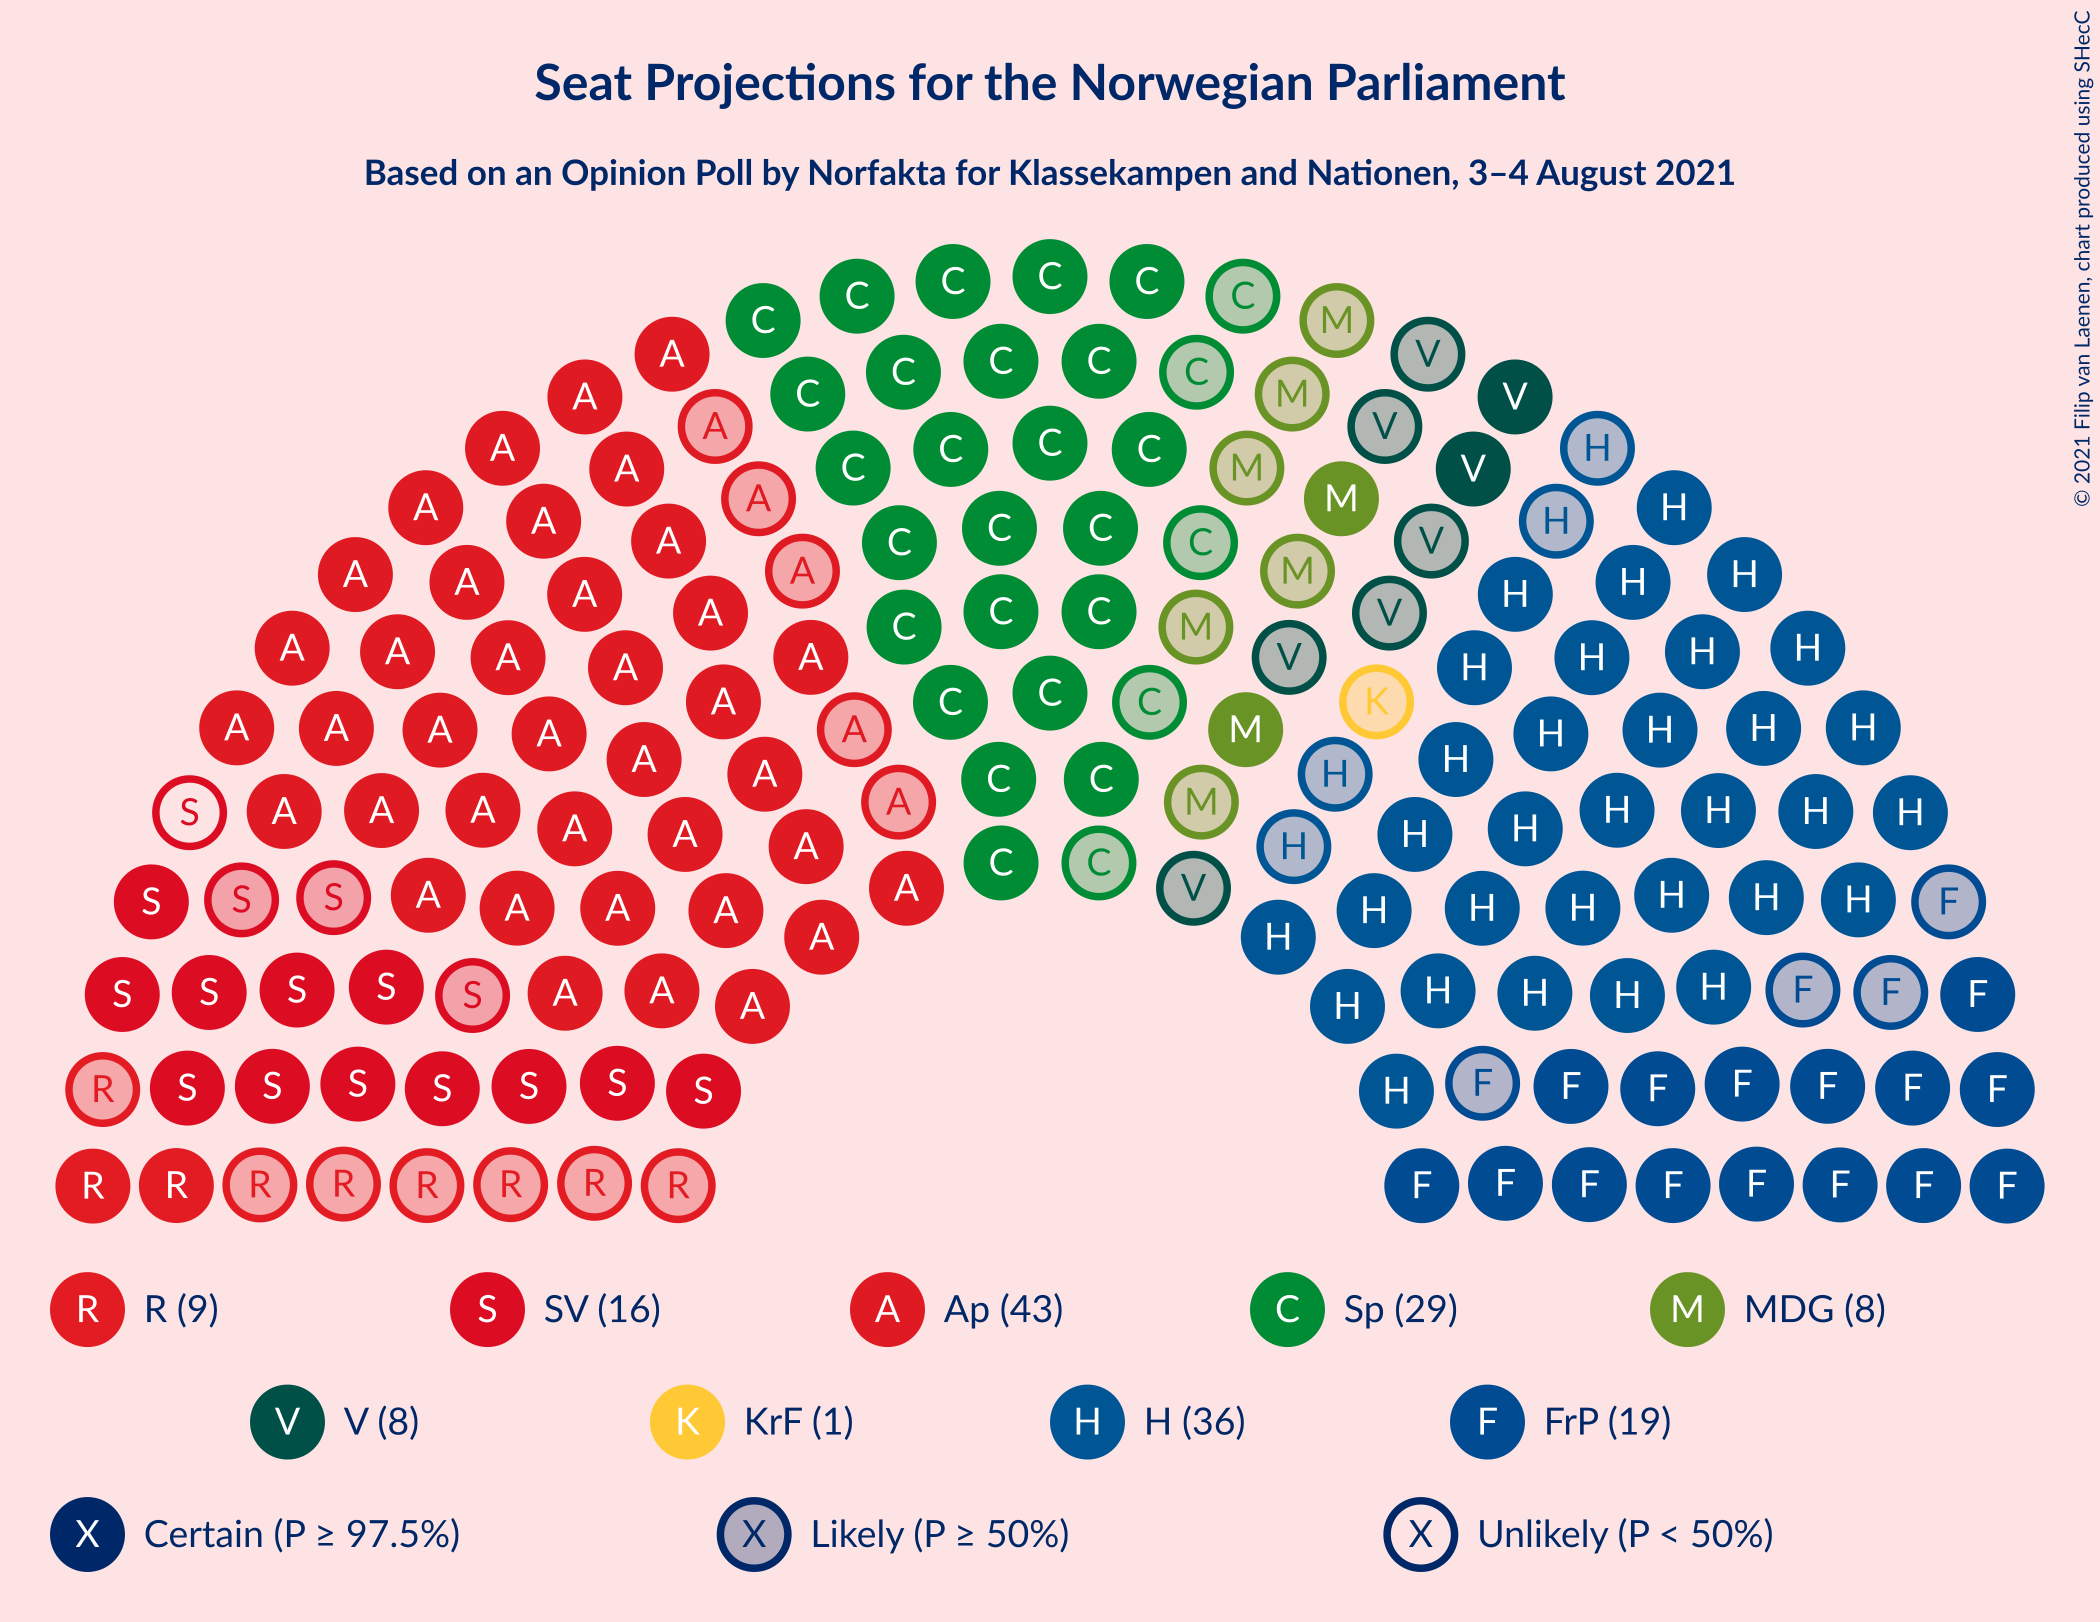 Seat Projections for the Norwegian Parliament
Based on an Opinion Poll by Norfakta for Klassekampen and Nationen, 3–4 August 2021
© 2021 Filip van Laenen, chart produced using SHecC
C C C C C
C M
A C C C C V
A C M V
A A A C C C C M V V H
A A A A C C C C M V H H
A A A A A C C C M M V H H H
A A A A A A C C C V K H H H H
A A A A A A A C C M H H H H H H
S A A A A A A A C C M H H H H H H H
S S S A A A A A A V H H H H H H H F
S S S S S A A A H H H H H F F F
R S S S S S S S H F F F F F F F
R R R R R R R R F F F F F F F F
R R (9) S SV (16) A Ap (43) C Sp (29) M MDG (8)
V V (8) K KrF (1) H H (36) F FrP (19)
X Certain (P ≥ 97.5%) X Likely (P ≥ 50%) X Unlikely (P < 50%)